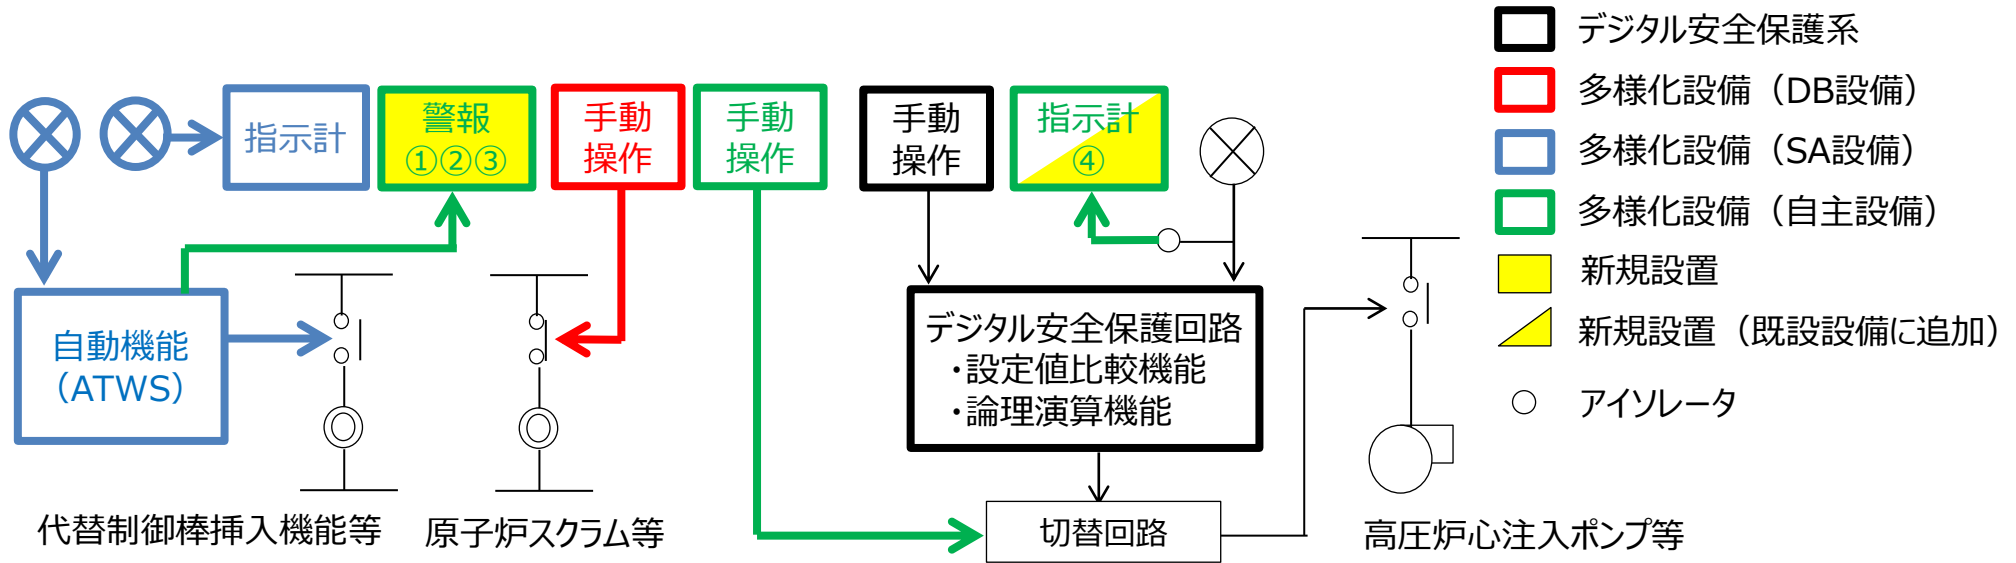 指示計
警報
①②③
手動
操作
手動
操作
手動
操作
指示計
④
自動機能
（ATWS）
デジタル安全保護回路
・設定値比較機能
・論理演算機能
切替回路
代替制御棒挿入機能等
原子炉スクラム等
高圧炉心注入ポンプ等
デジタル安全保護系
多様化設備（DB設備）
多様化設備（SA設備）
多様化設備（自主設備）
新規設置
新規設置（既設設備に追加）
アイソレータ